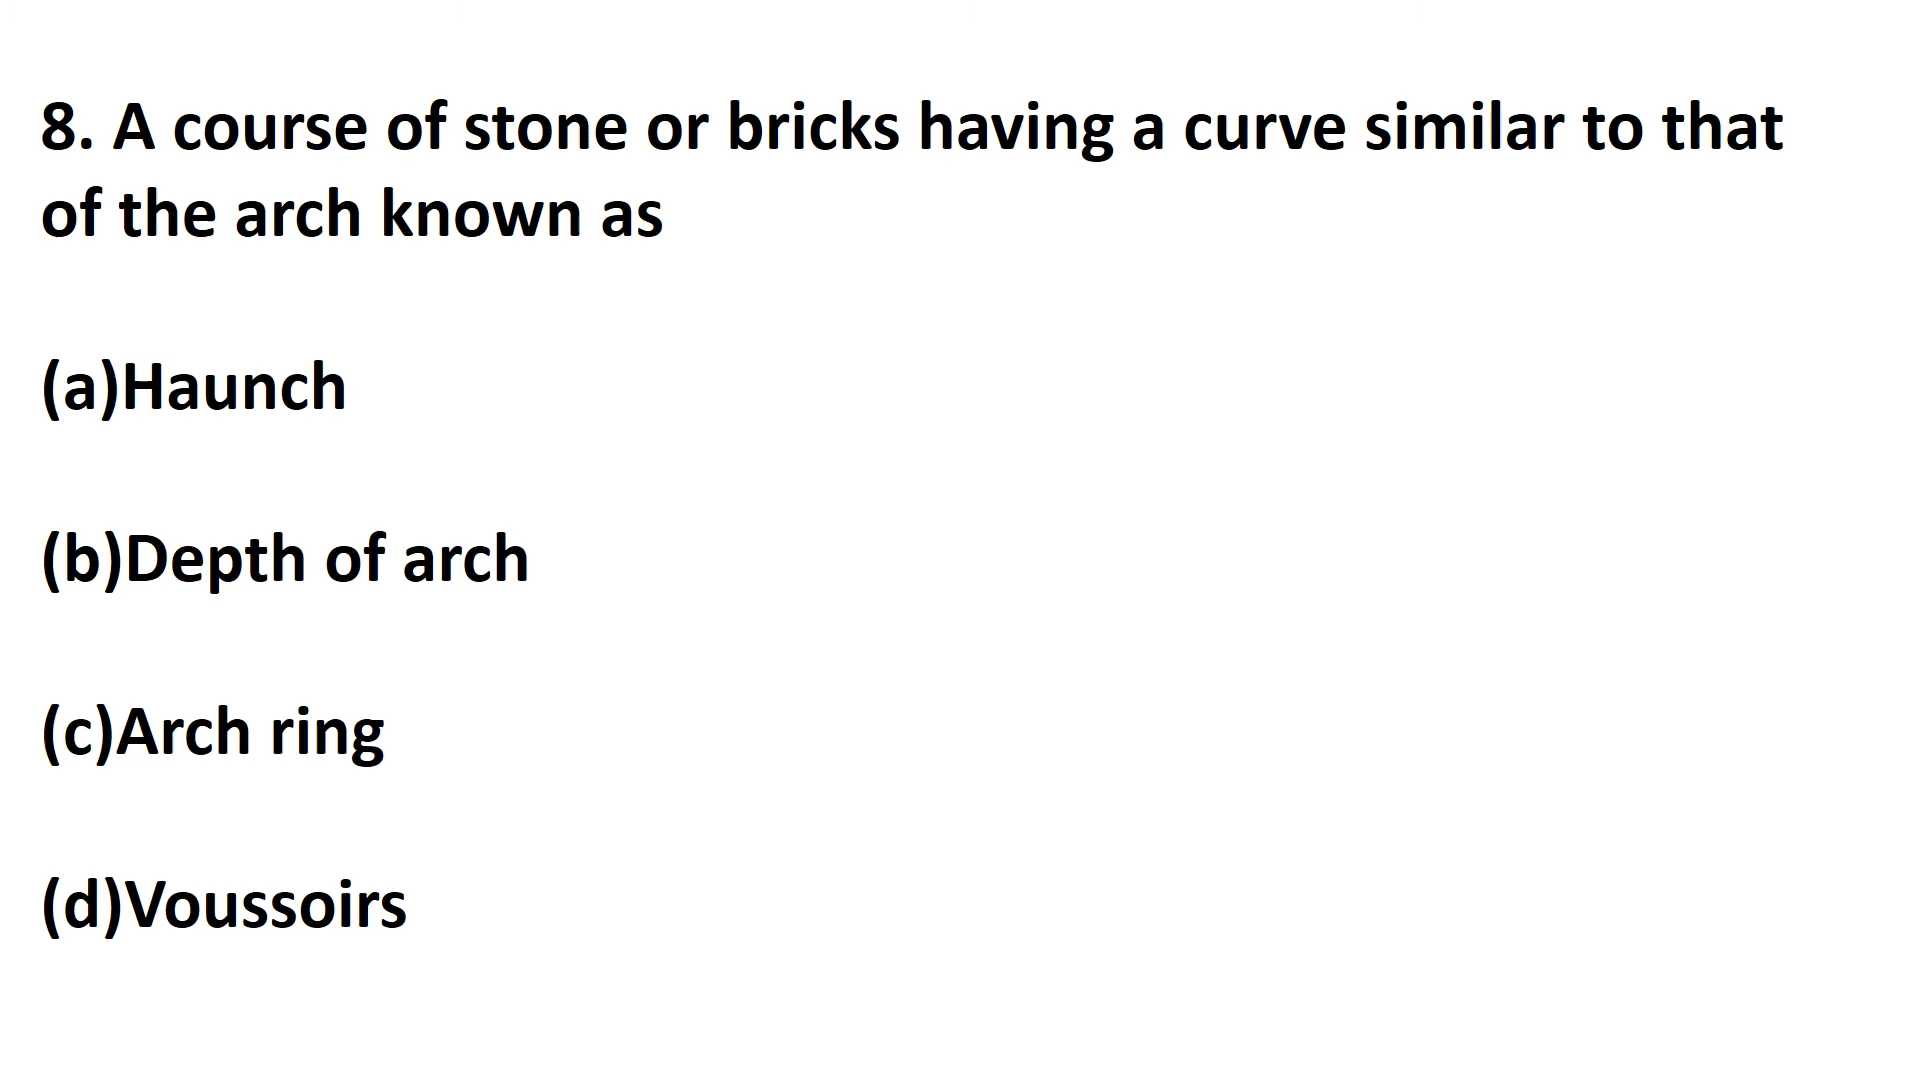 8. A course of stone or bricks having a curve similar to that
of the arch known as
(a)Haunch
(b)Depth of arch
(c)Arch ring
(d)Voussoirs